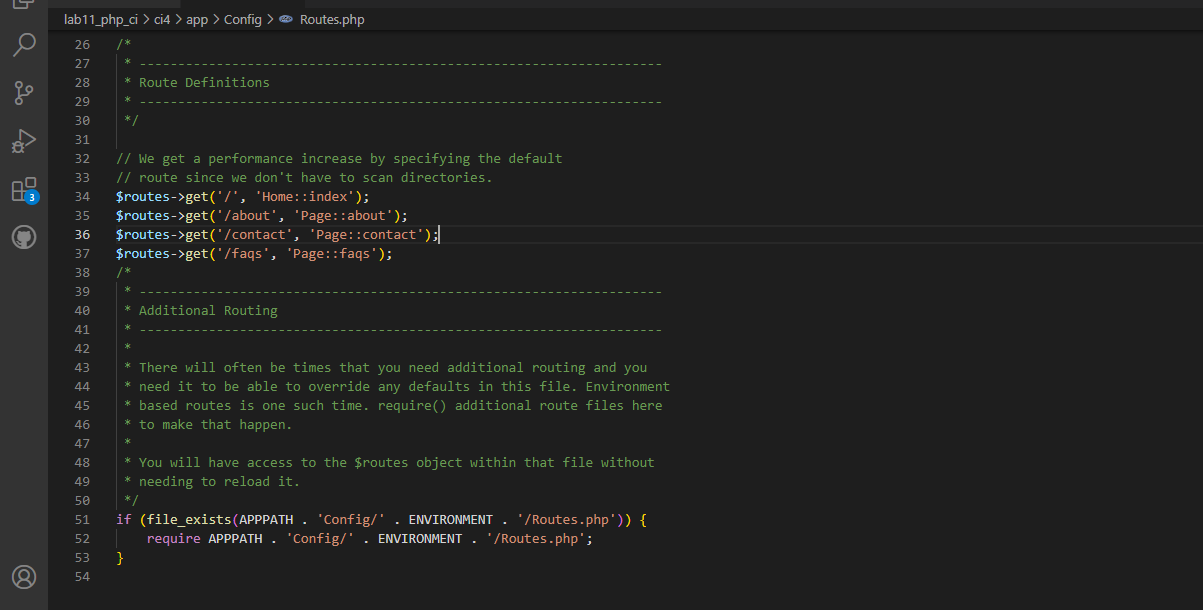 lab11_php_ci > ci4 > app > Config > Routes.php
26 /*
27 * --------------------------------------------------------------------
28 * Route Definitions
29 * --------------------------------------------------------------------
30 */
31
32 // We get a performance increase by specifying the default
33 // route since we don't have to scan directories.
34 $routes->get('/', 'Home::index');
35 $routes->get('/about', 'Page::about');
36 $routes->get('/contact', 'Page::contact');
37 $routes->get('/faqs', 'Page::faqs');
38 /*
39 * --------------------------------------------------------------------
40 * Additional Routing
41 * --------------------------------------------------------------------
42 *
43 * There will often be times that you need additional routing and you
44 * need it to be able to override any defaults in this file. Environment
45 * based routes is one such time. require() additional route files here
46 * to make that happen.
47 *
48 * You will have access to the $routes object within that file without
49 * needing to reload it.
50 */
51 if (file_exists(APPPATH . 'Config/' . ENVIRONMENT . '/Routes.php')) {
52 require APPPATH . 'Config/' . ENVIRONMENT . '/Routes.php';
53 }
54
3